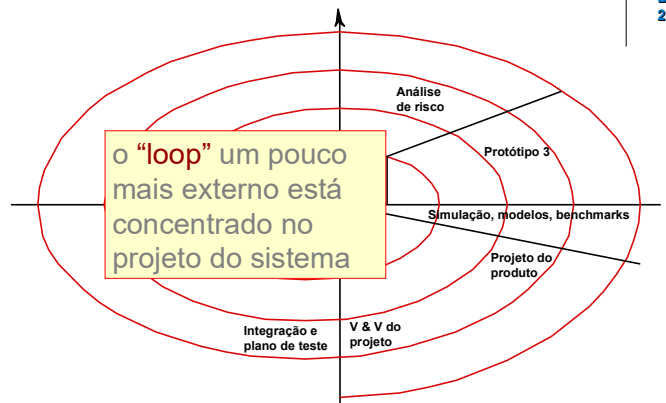 2
Análise
de risco
Protótipo 3
o “loop” um pouco
mais externo está
concentrado no
projeto do sistema
Simulação, modelos, benchmarks
Projeto do
produto
Integração e
plano de teste
V & V do
projeto